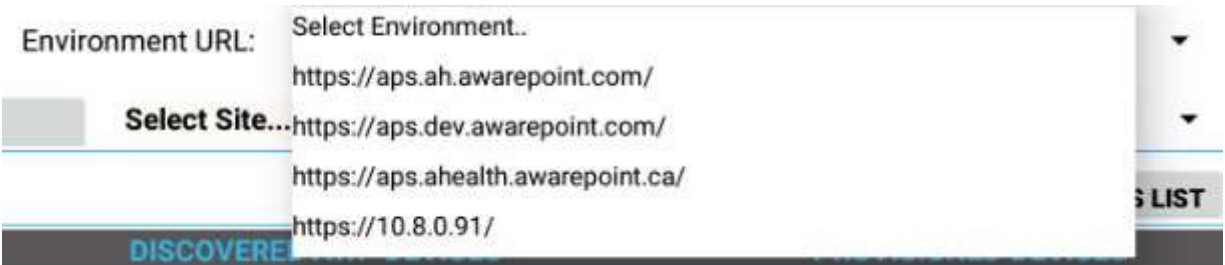 Environment URL:
Select Environment..
https://aps.ah.awarepoint.com/
Select Site...
https://aps.dev.awarepoint.com/
https://aps.ahealth.awarepoint.ca/
LIST
https://10.8.0.91/